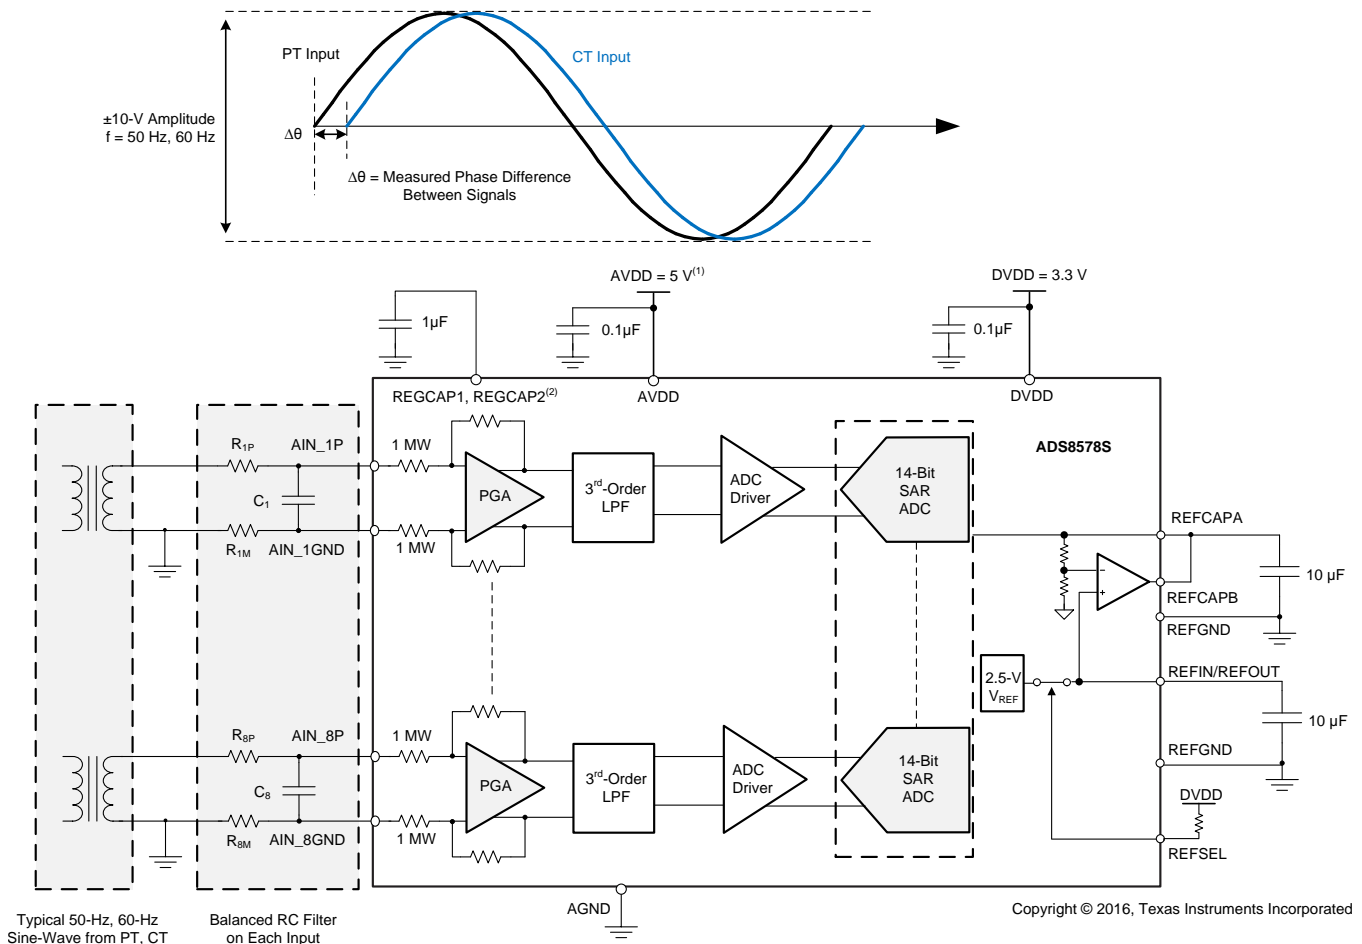 PT Input
CT Input
±10-V Amplitude
f = 50 Hz, 60 Hz
Δθ
Δθ = Measured Phase Difference
Between Signals
AVDD = 5 V(1)
DVDD = 3.3 V
1µF
0.1µF
0.1µF
REGCAP1, REGCAP2(2)
AVDD
DVDD
R1P
AIN_1P
1 MW
ADS8578S
C1
PGA
3rd-Order
LPF
ADC
Driver
14-Bit
SAR
ADC
R1M
AIN_1GND
1 MW
REFCAPA
10 µF
REFCAPB
REFGND
2.5-V
VREF
REFIN/REFOUT
10 µF
R8P
AIN_8P
1 MW
REFGND
C8
PGA
3rd-Order
LPF
ADC
Driver
14-Bit
SAR
ADC
DVDD
R8M
AIN_8GND
1 MW
REFSEL
AGND
Copyright © 2016, Texas Instruments Incorporated
Typical 50-Hz, 60-Hz
Sine-Wave from PT, CT
Balanced RC Filter
on Each Input